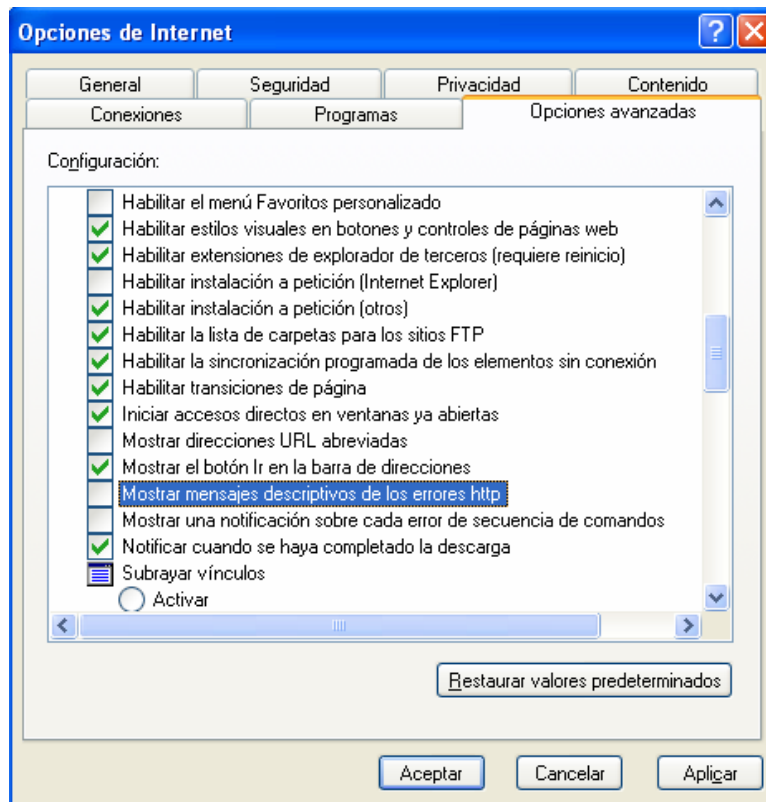 Opciones de Internet
General Seguridad Privacidad Contenido
Conexiones Programas Opciones avanzadas
Configuración:
Habilitar el menú Favoritos personalizado
Habilitar estilos visuales en botones y controles de páginas web
Habilitar extensiones de explorador de terceros (requiere reinicio)
Habilitar instalación a petición (Internet Explorer)
Habilitar instalación a petición (otros)
Habilitar la lista de carpetas para los sitios FTP
Habilitar la sincronización programada de los elementos sin conexión
Habilitar transiciones de página
Iniciar accesos directos en ventanas ya abiertas
Mostrar direcciones URL abreviadas
Mostrar el botón Ir en la barra de direcciones
Mostrar mensajes descriptivos de los errores http
Mostrar una notificación sobre cada error de secuencia de comandos
Notificar cuando se haya completado la descarga
Subrayar vínculos
Activar
Restaurar valores predeterminados
Aceptar Cancelar Aplicar